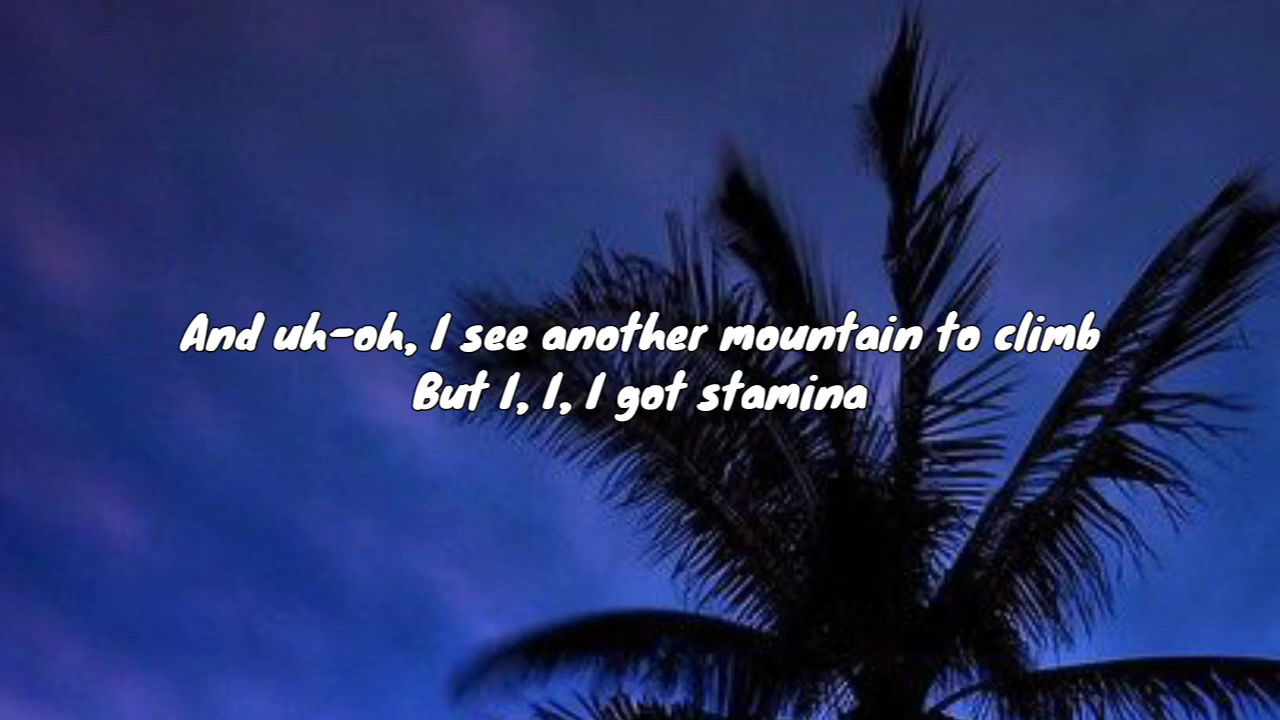 And uh-oh, I see another mountain to climb
But I, I, I got stamina